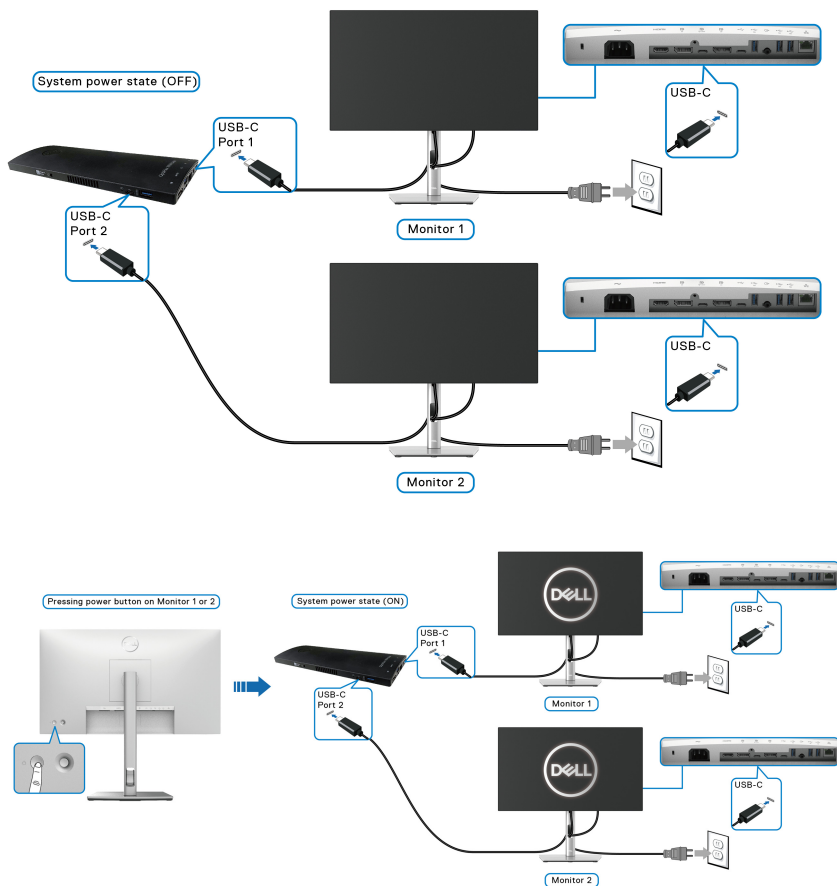 System power state (OFF)
USB-C
Port 1
USB-C
Monitor 1
USB-C
Port 2
USB-C
Monitor 2
Pressing power button on Monitor 1 or 2
System power state (ON)
DELL
USB-C
USB-C
Port 1
USB-C
Port 2
Monitor 1
DELL
USB-C
Monitor 2